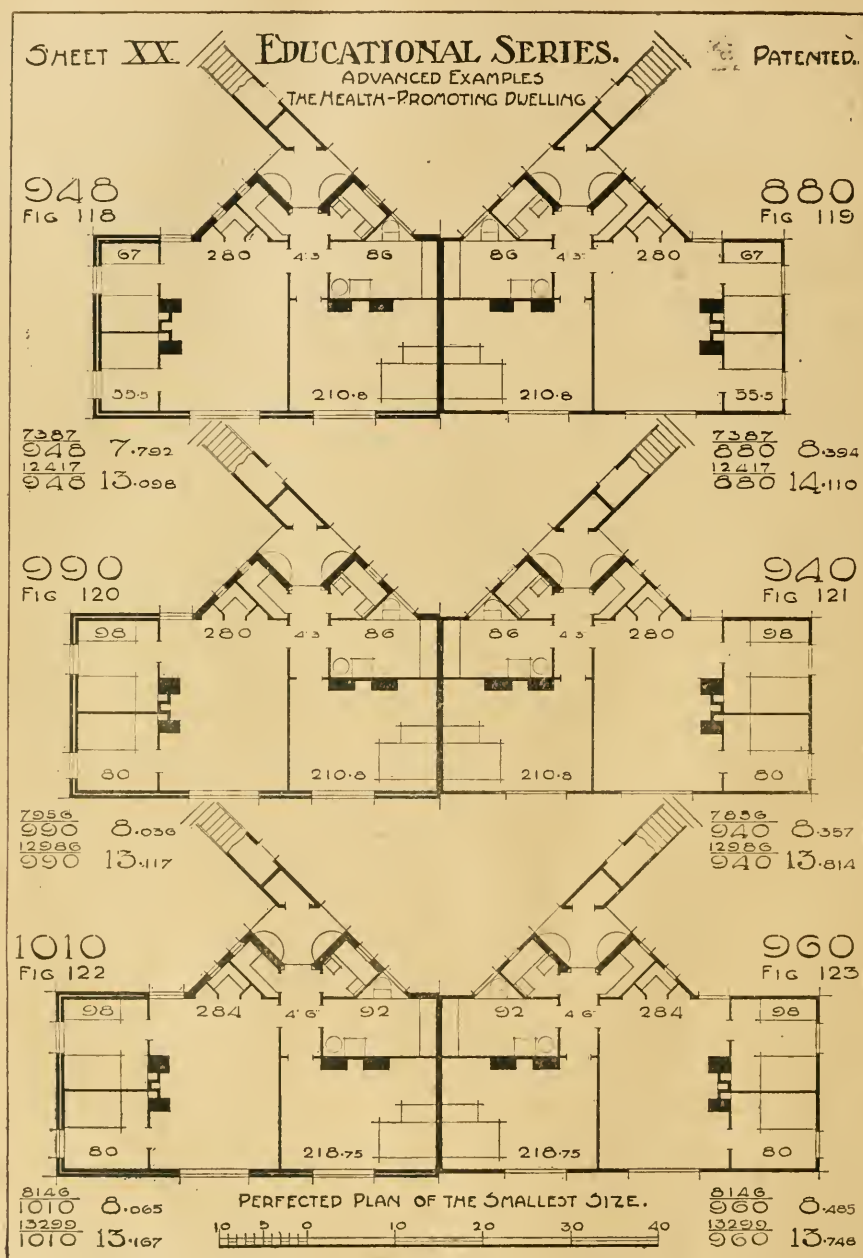 SHEET XX. EDUCATIONAL SERIES. PATENTED.
ADVANCED EXAMPLES
THE HEALTH-PROMOTING DWELLING
948 880
FIG 118 FIG 119
67 280 4'3" 86 86 4'3" 280 67
55·5 210·8 210·8 55·5
7387 7387
948 7·792 880 8·394
12417 12417
948 13·098 880 14·110
990 940
FIG 120 FIG 121
98 280 4'3" 86 86 4'3" 280 98
80 210·8 210·8 80
7956 7856
990 8·036 940 8·357
12986 12986
990 13·117 940 13·814
1010 960
FIG 122 FIG 123
98 284 4'6" 92 92 4'6" 284 98
80 218·75 218·75 80
8146 8146
1010 8·065 960 8·485
13299 13299
1010 13·167 960 13·748
PERFECTED PLAN OF THE SMALLEST SIZE.
10 5 0 10 20 30 40